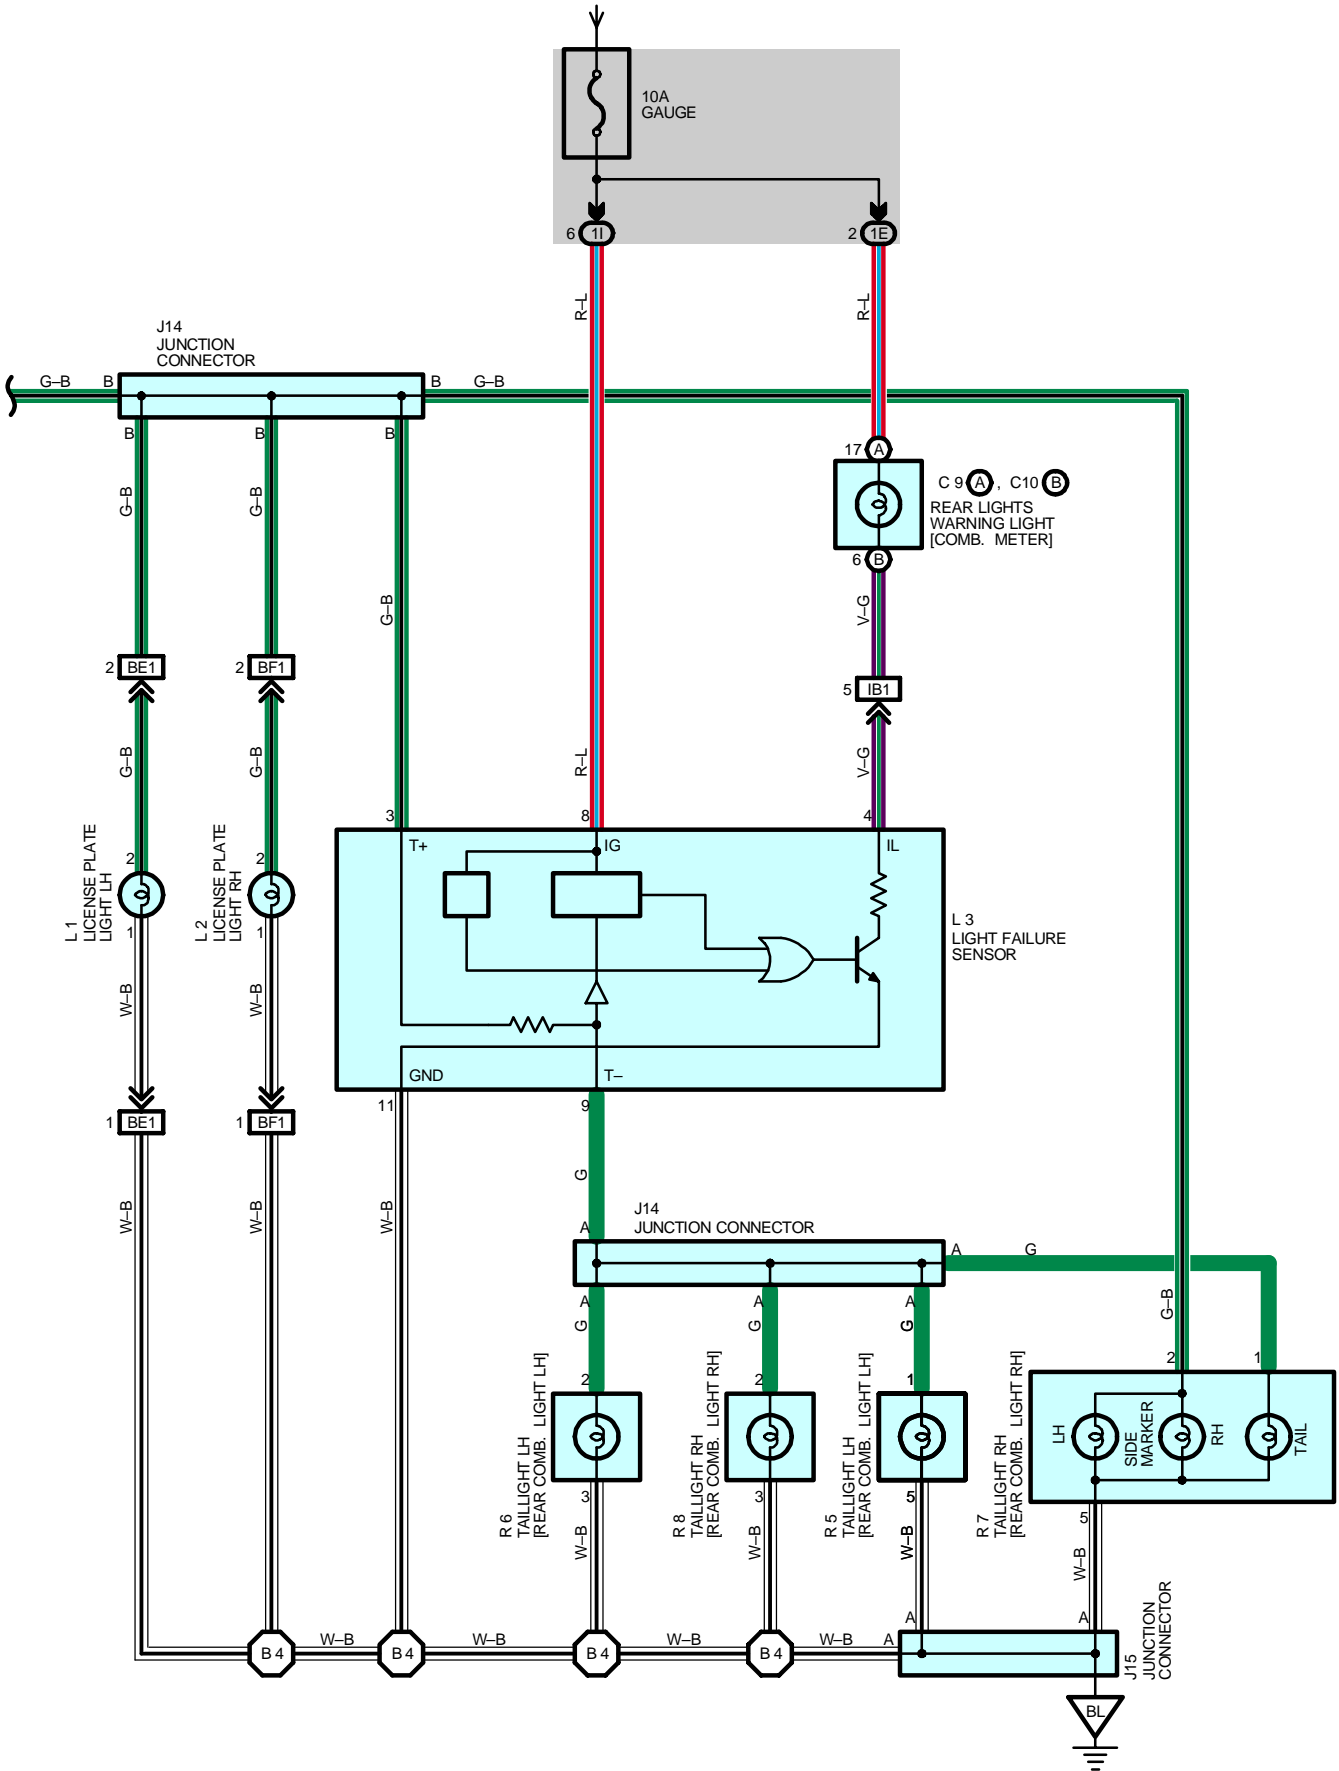 10A
GAUGE
6 1I
2 1E
R–L
R–L
J14
JUNCTION
CONNECTOR
G–B
B
B
G–B
B
B
B
17 A
C 9 A , C10 B
REAR LIGHTS
WARNING LIGHT
[COMB. METER]
G–B
G–B
6 B
G–B
V–G
2 BE1
2 BF1
5 IB1
G–B
G–B
R–L
V–G
3
8
4
T+
IG
IL
2
2
L 1
LICENSE PLATE
LIGHT LH
L 2
LICENSE PLATE
LIGHT RH
1
1
L 3
LIGHT FAILURE
SENSOR
W–B
W–B
GND
T–
11
9
1 BE1
1 BF1
G
W–B
W–B
W–B
J14
JUNCTION CONNECTOR
A
A
G
A
A
A
G
G
G
G–B
2
2
1
2
1
R 6
TAILLIGHT LH
[REAR COMB. LIGHT LH]
R 8
TAILLIGHT RH
[REAR COMB. LIGHT RH]
R 5
TAILLIGHT LH
[REAR COMB. LIGHT LH]
R 7
TAILLIGHT RH
[REAR COMB. LIGHT RH]
LH
SIDE
MARKER
RH
TAIL
3
3
5
5
W–B
W–B
W–B
W–B
A
A
J15
JUNCTION
CONNECTOR
B 4
W–B
B 4
W–B
B 4
W–B
B 4
W–B
A
BL